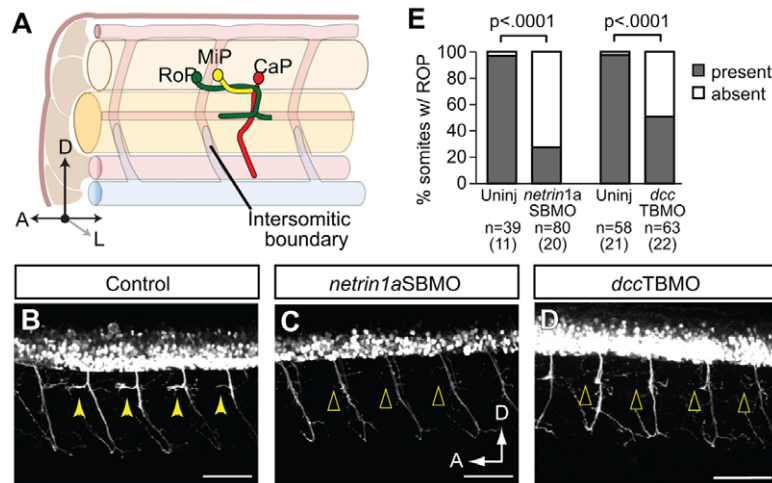 A
MiP
RoP
CaP
D
A
L
Intersomitic
boundary
E
p<.0001
p<.0001
% somites w/ ROP
100
80
60
40
20
0
present
absent
Uninj netrin1a Uninj dcc
SBMO TBMO
n=39 n=80 n=58 n=63
(11) (20) (21) (22)
Control
netrin1aSBMO
dccTBMO
B
C
D
D
A